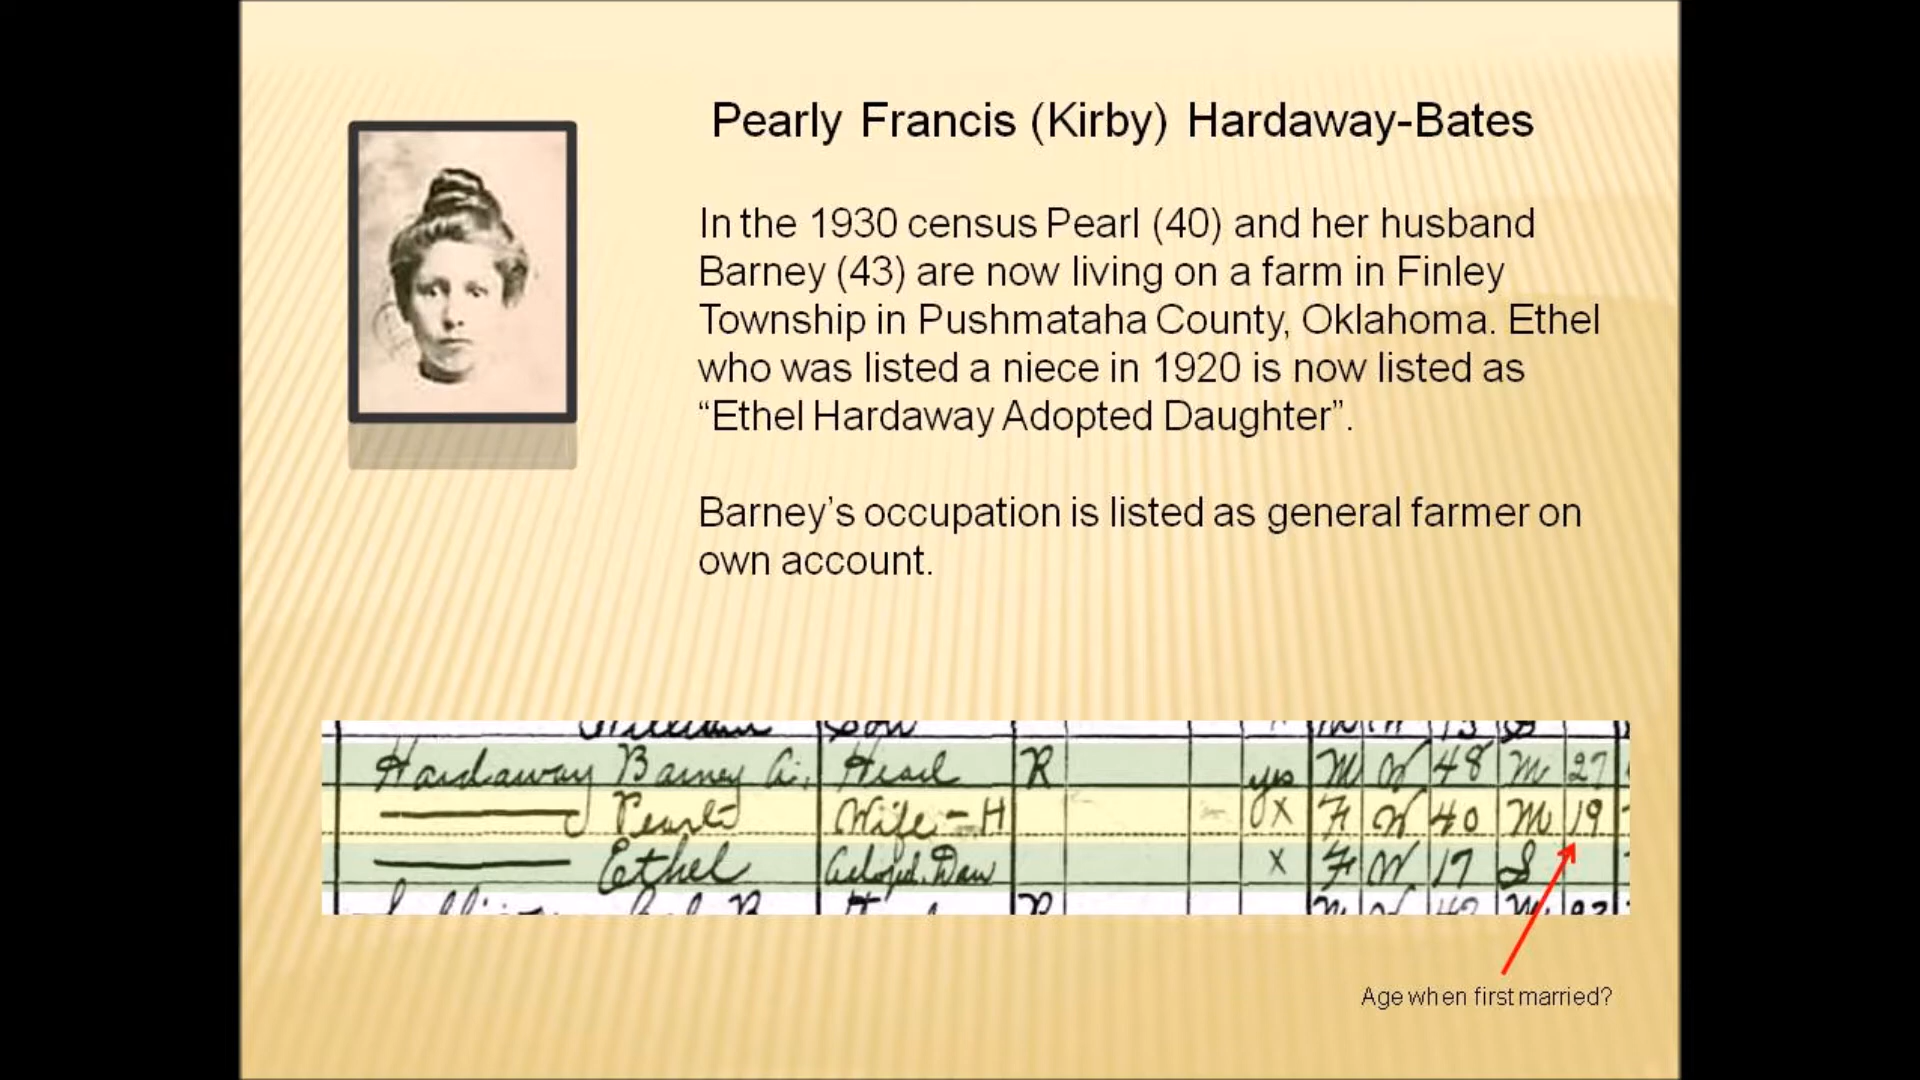 Pearly Francis (Kirby) Hardaway-Bates
In the 1930 census Pearl (40) and her husband
Barney (43) are now living on a farm in Finley
Township in Pushmataha County, Oklahoma. Ethel
who was listed a niece in 1920 is now listed as
“Ethel Hardaway Adopted Daughter”.
Barney’s occupation is listed as general farmer on
own account.
William Son
Hardaway Barney A. Head R yes M W 48 M 27
Pearl Wife - H X F W 40 M 19
Ethel Adopd. Dau X F W 17 S
Age when first married?